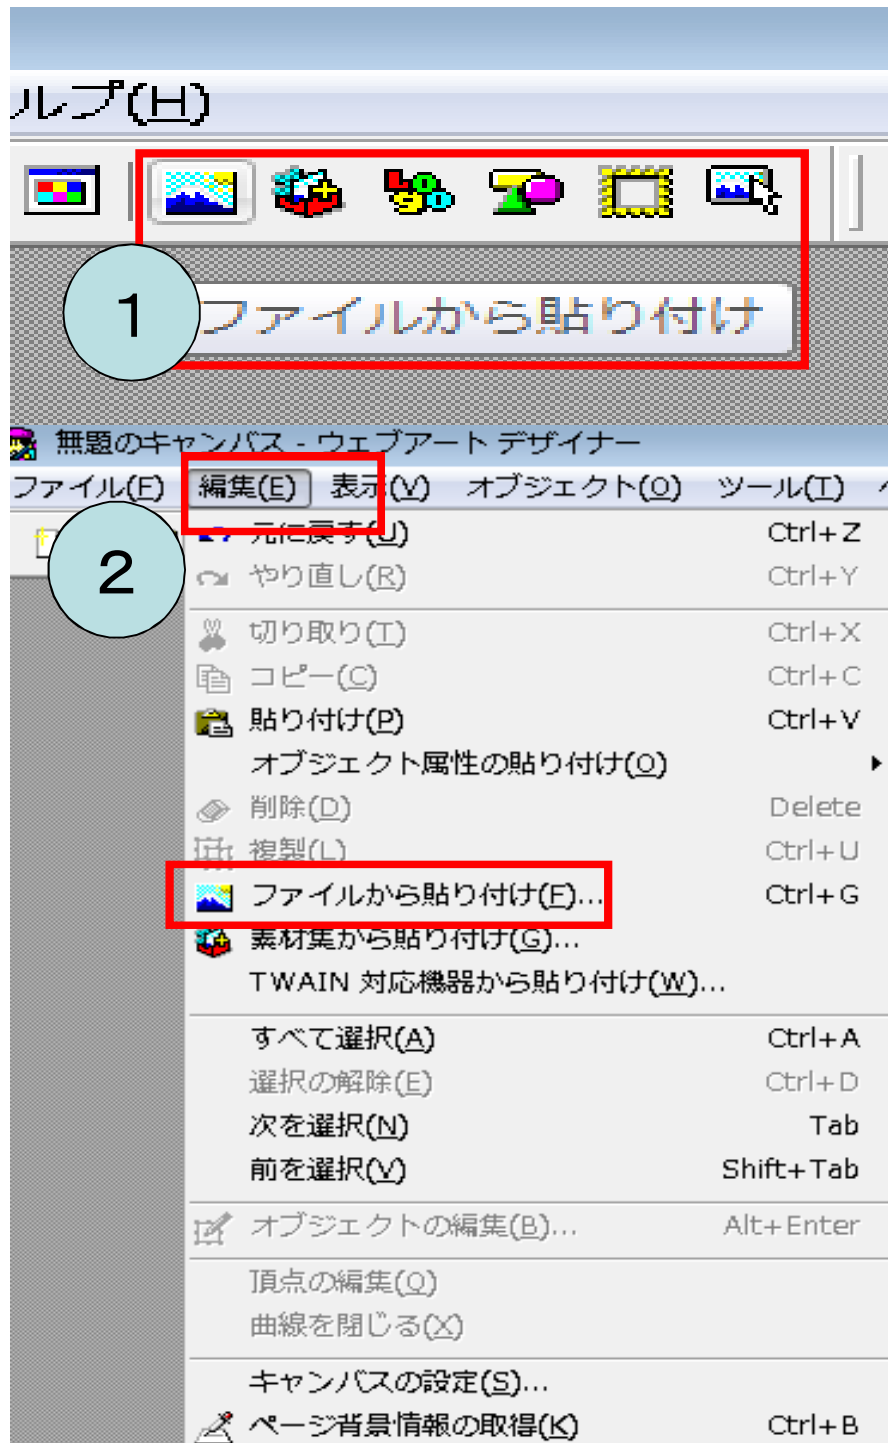 ルプ(H)
1
ファイルから貼り付け
無題のキャンバス - ウェブアート デザイナー
ファイル(F) 編集(E) 表示(V) オブジェクト(O) ツール(T)
2
元に戻す(U) Ctrl+Z
やり直し(R) Ctrl+Y
切り取り(T) Ctrl+X
コピー(C) Ctrl+C
貼り付け(P) Ctrl+V
オブジェクト属性の貼り付け(O)
削除(D) Delete
複製(L) Ctrl+U
ファイルから貼り付け(F)... Ctrl+G
素材集から貼り付け(G)...
TWAIN 対応機器から貼り付け(W)...
すべて選択(A) Ctrl+A
選択の解除(E) Ctrl+D
次を選択(N) Tab
前を選択(V) Shift+Tab
オブジェクトの編集(B)... Alt+Enter
頂点の編集(Q)
曲線を閉じる(X)
キャンバスの設定(S)...
ページ背景情報の取得(K) Ctrl+B